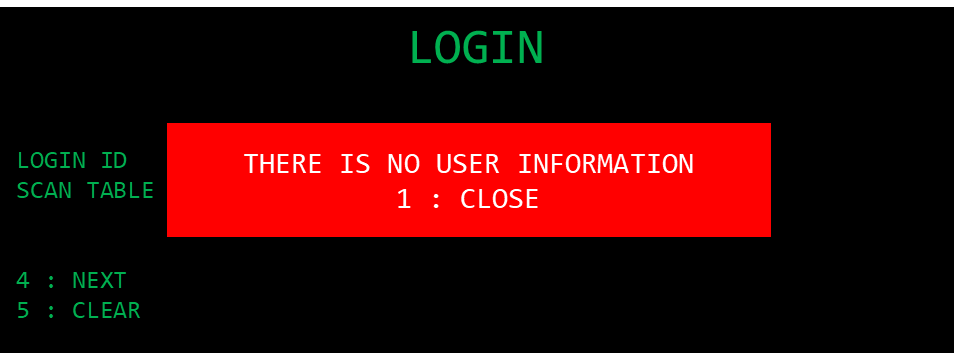 LOGIN
LOGIN ID
THERE IS NO USER INFORMATION
SCAN TABLE
1 : CLOSE
4 : NEXT
5 : CLEAR